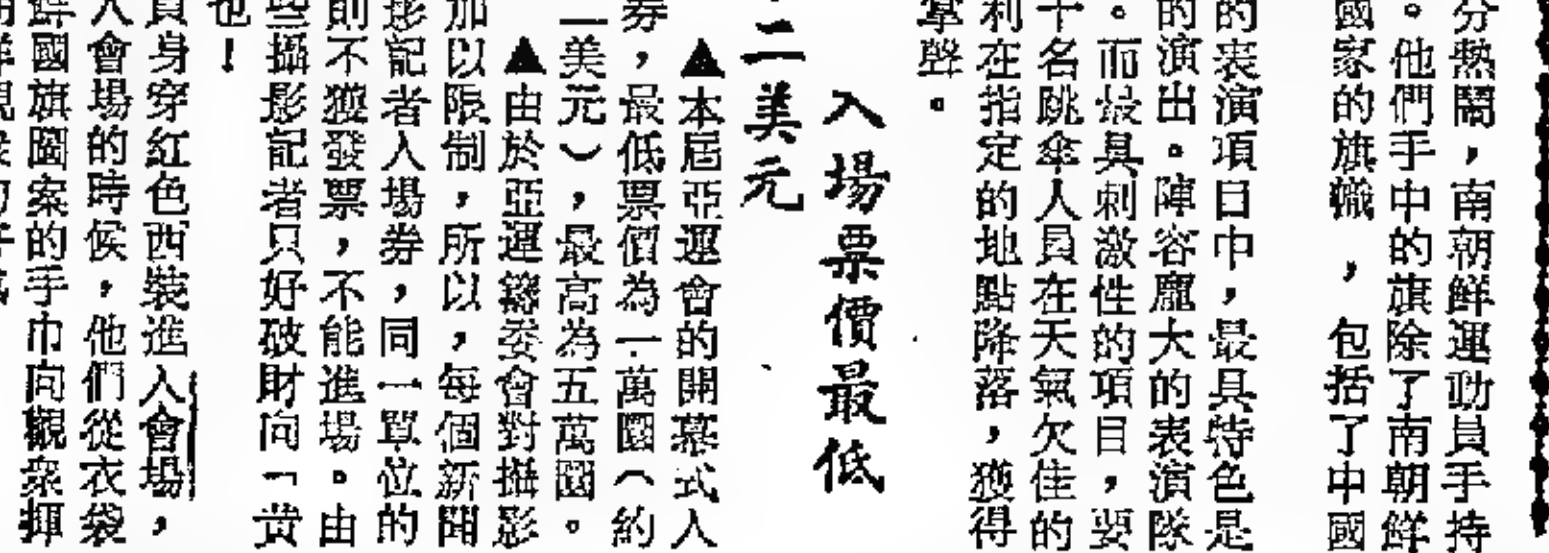 分熱鬧，南朝鮮運動員手持
。他們手中的旗除了南朝鮮
國家的旗幟，包括了中國
的表演項目中，最具特色是
的演出。陣容龐大的表演隊
。而最具刺激性的項目，要
十名跳傘人員在天氣欠佳的
利在指定的地點降落，獲得
掌聲。
入場票價最低
十二美元
▲本屆亞運會的開幕式入
券，最低票價為一萬圜（約
二美元），最高為五萬圜。
▲由於亞運籌委會對攝影
加以限制，所以，每個新聞
影記者入場券，同一單位的
則不獲發票，不能進場。由
些攝影記者只好破財向「黃
也！
員身穿紅色西裝進入會場，
入會場的時候，他們從衣袋
鮮國旗圖案的手巾向觀眾揮